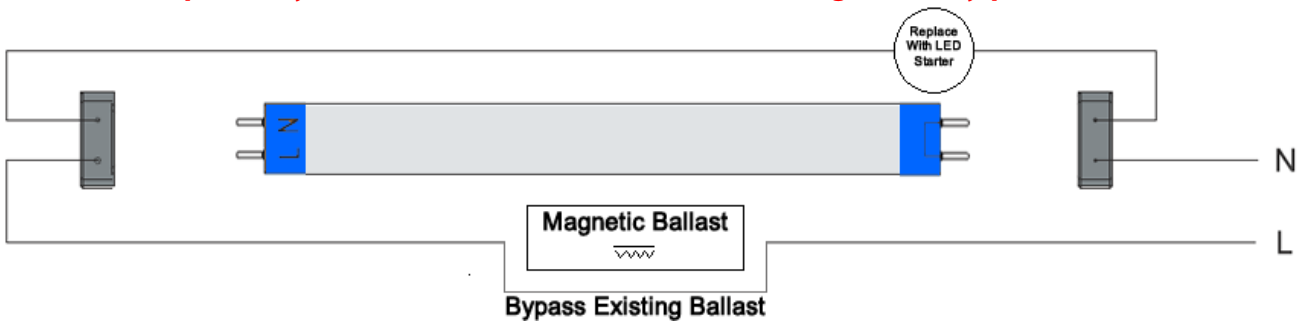 Replace
With LED
Starter
N
L
N
Magnetic Ballast
L
Bypass Existing Ballast